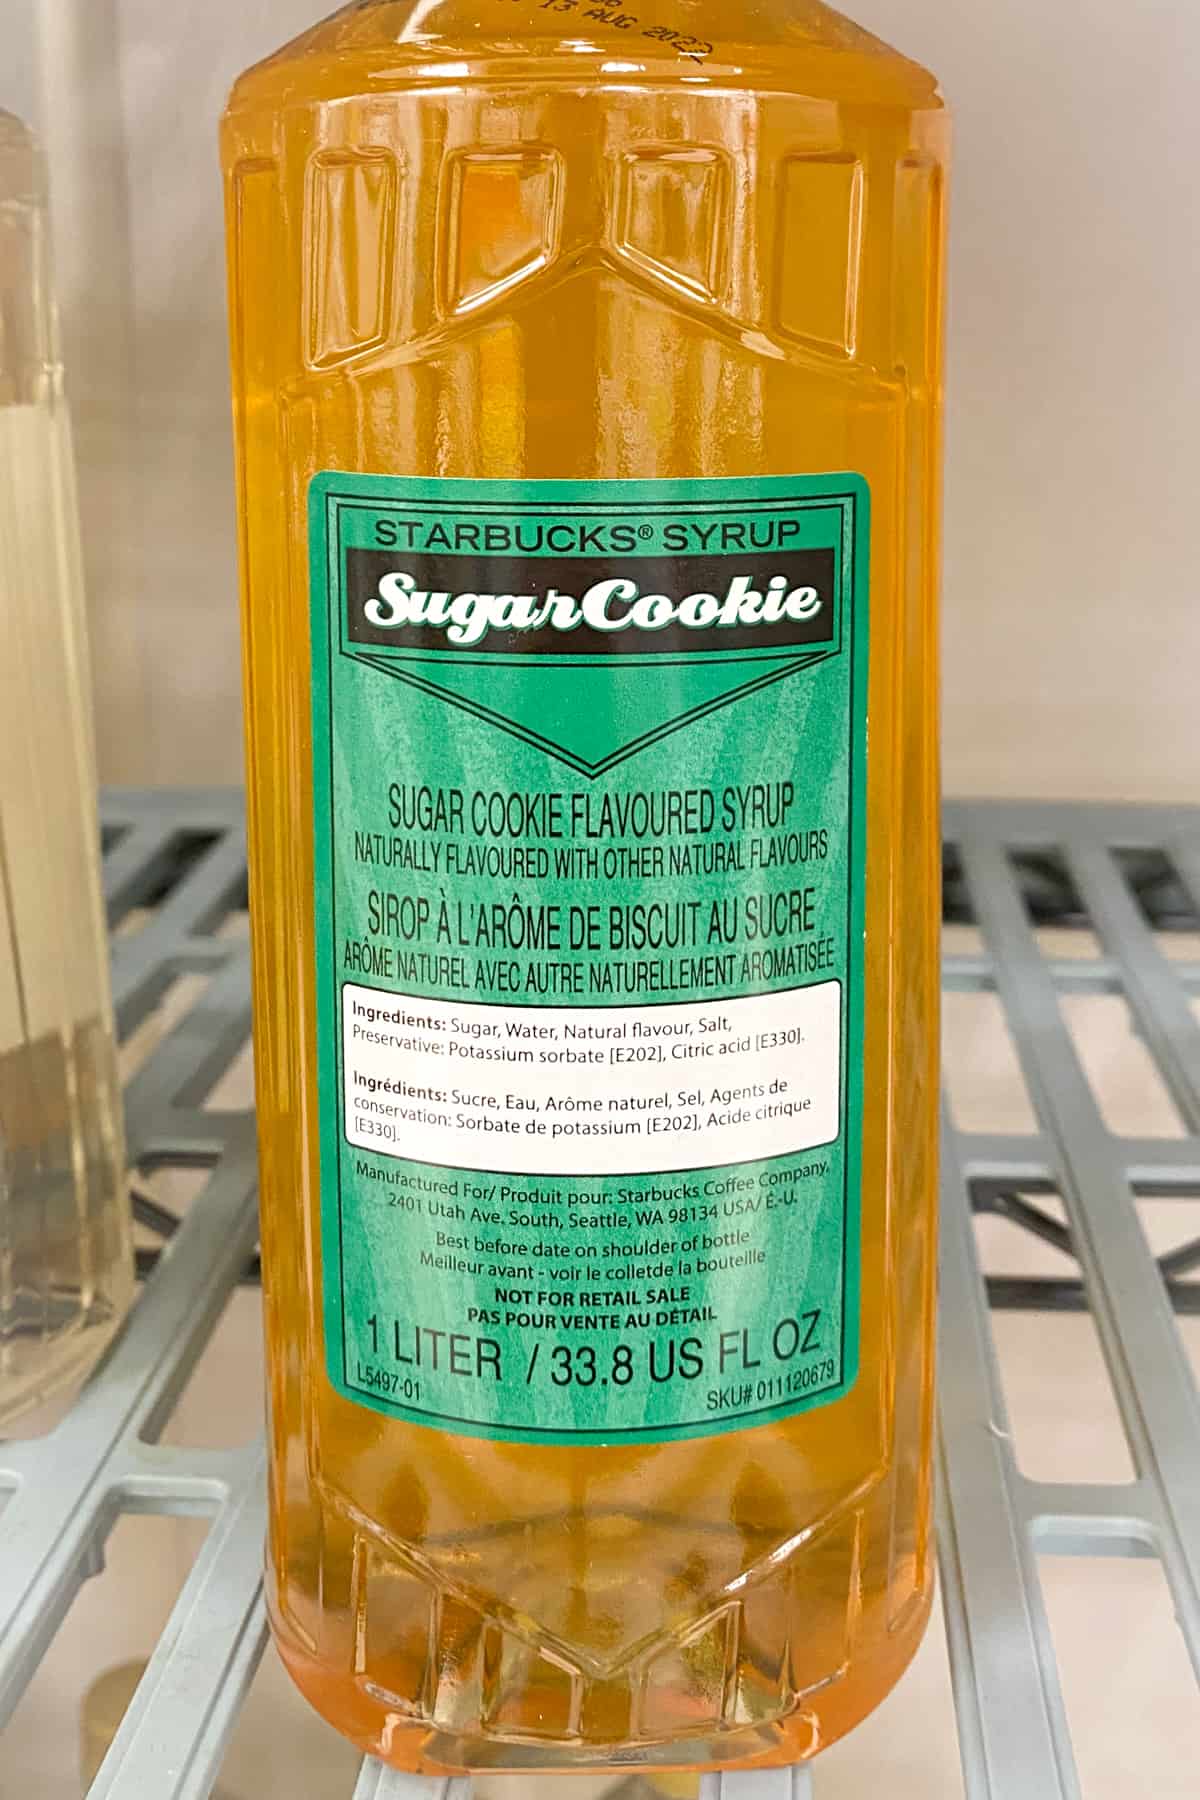 13 AUG 2022
STARBUCKS® SYRUP
Sugar Cookie
SUGAR COOKIE FLAVOURED SYRUP
NATURALLY FLAVOURED WITH OTHER NATURAL FLAVOURS
SIROP À L'ARÔME DE BISCUIT AU SUCRE
ARÔME NATUREL AVEC AUTRE NATURELLEMENT AROMATISÉE
Ingredients: Sugar, Water, Natural flavour, Salt,
Preservative: Potassium sorbate [E202], Citric acid [E330].
Ingrédients: Sucre, Eau, Arôme naturel, Sel, Agents de
conservation: Sorbate de potassium [E202], Acide citrique
[E330].
Manufactured For/ Produit pour: Starbucks Coffee Company,
2401 Utah Ave. South, Seattle, WA 98134 USA/ É.-U.
Best before date on shoulder of bottle
Meilleur avant - voir le colletde la bouteille
NOT FOR RETAIL SALE
PAS POUR VENTE AU DÉTAIL
1 LITER / 33.8 US FL OZ
L5497-01
SKU# 011120679